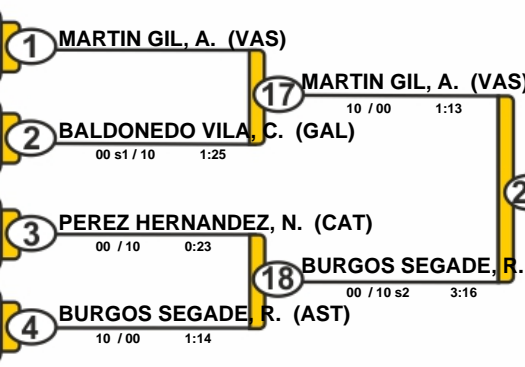 1 MARTIN GIL, A. (VAS)
17 MARTIN GIL, A. (VAS)
10 / 00 1:13
2 BALDONEDO VILA, C. (GAL)
00 s1 / 10 1:25
3 PEREZ HERNANDEZ, N. (CAT)
00 / 10 0:23
18 BURGOS SEGADE, R.
00 / 10 s2 3:16
4 BURGOS SEGADE, R. (AST)
10 / 00 1:14